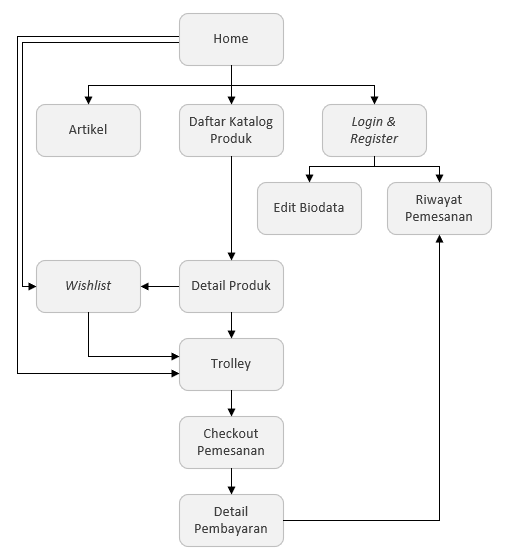 Home
Artikel
Daftar Katalog
Produk
Login &
Register
Edit Biodata
Riwayat
Pemesanan
Wishlist
Detail Produk
Trolley
Checkout
Pemesanan
Detail
Pembayaran